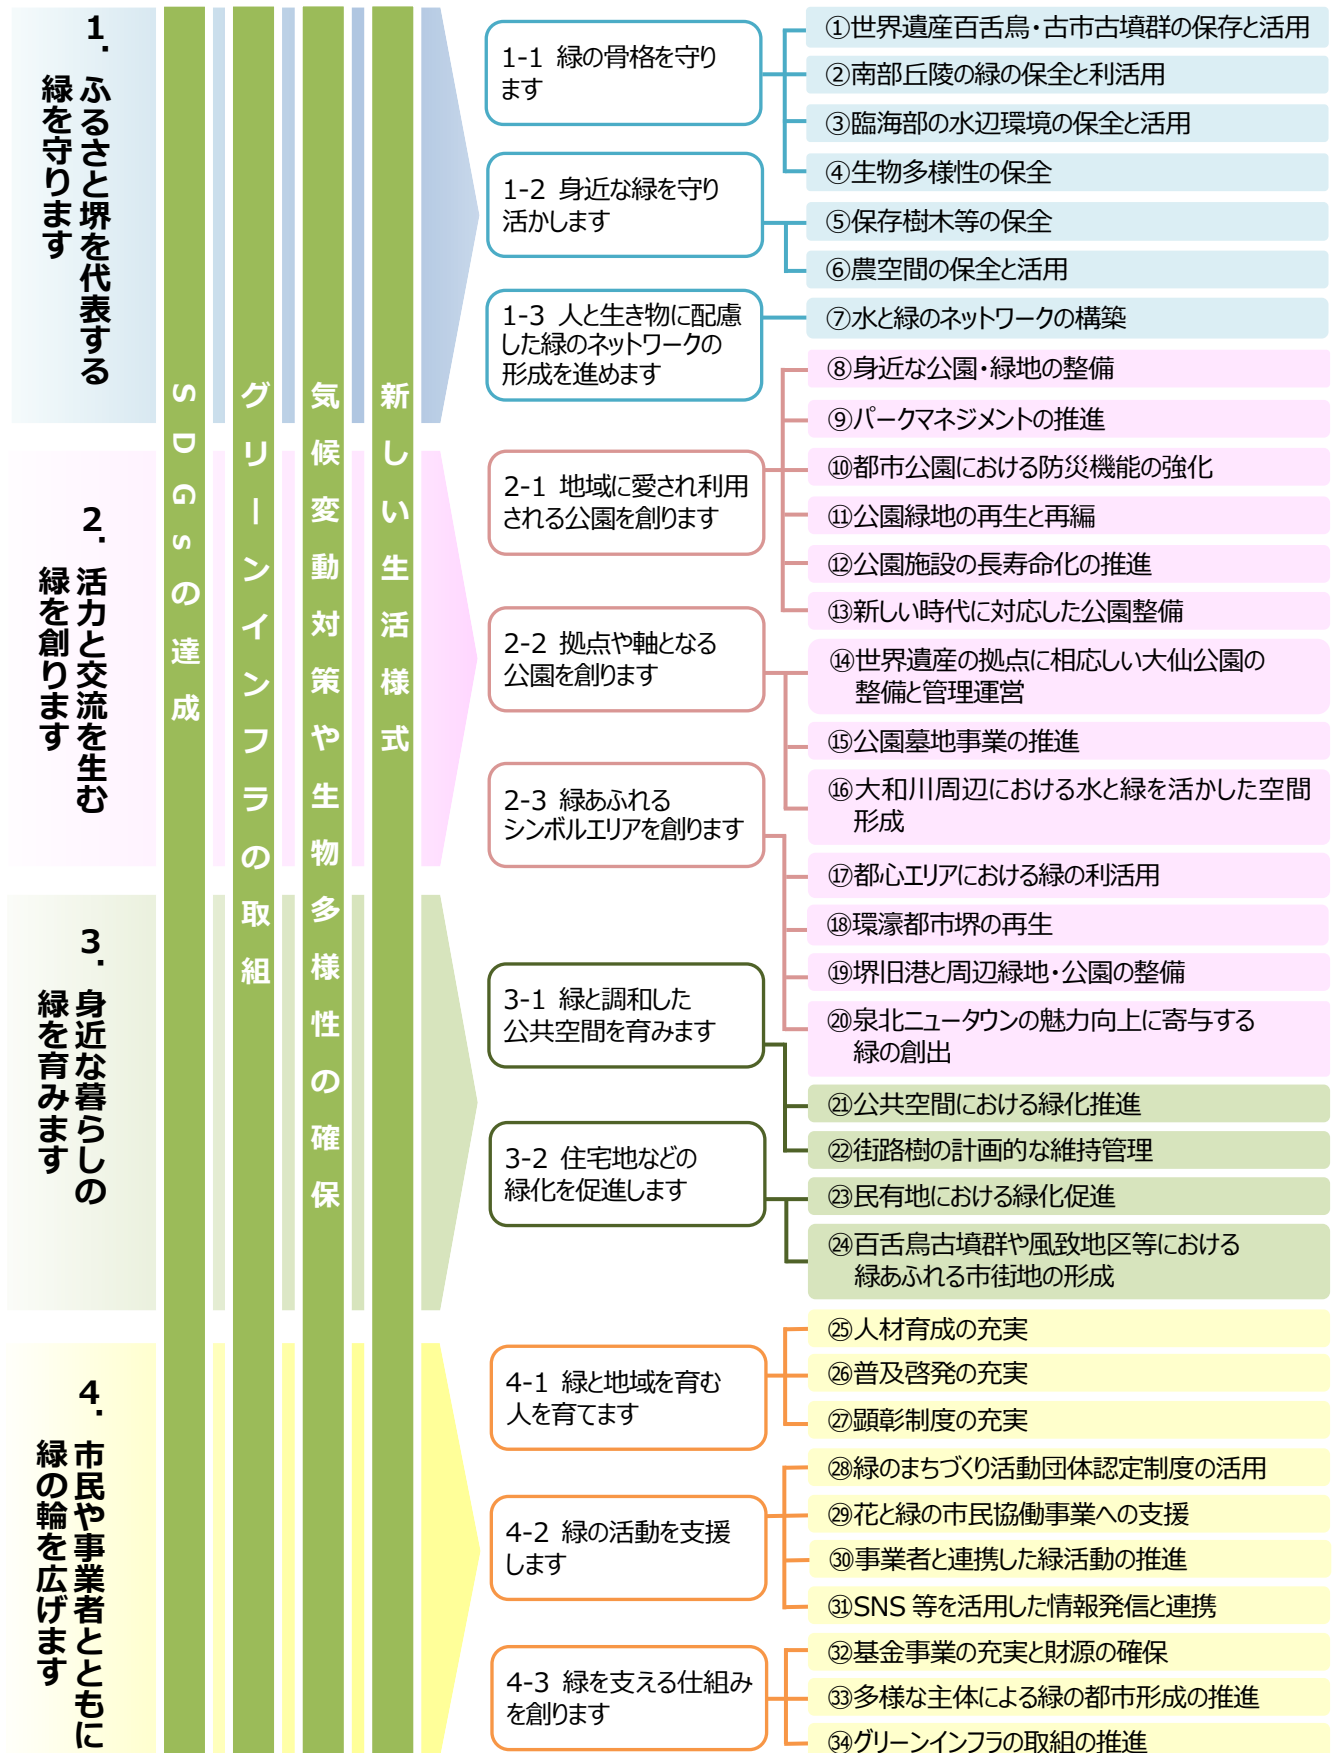 1. ふるさと堺を代表する
緑を守ります
2. 活力と交流を生む
緑を創ります
3. 身近な暮らしの
緑を育みます
4. 市民や事業者とともに
緑の輪を広げます
SDGsの達成
グリーンインフラの取組
気候変動対策や生物多様性の確保
新しい生活様式
1-1 緑の骨格を守り
ます
①世界遺産百舌鳥・古市古墳群の保存と活用
②南部丘陵の緑の保全と利活用
③臨海部の水辺環境の保全と活用
④生物多様性の保全
1-2 身近な緑を守り
活かします
⑤保存樹木等の保全
⑥農空間の保全と活用
1-3 人と生き物に配慮
した緑のネットワークの
形成を進めます
⑦水と緑のネットワークの構築
2-1 地域に愛され利用
される公園を創ります
⑧身近な公園・緑地の整備
⑨パークマネジメントの推進
⑩都市公園における防災機能の強化
⑪公園緑地の再生と再編
⑫公園施設の長寿命化の推進
⑬新しい時代に対応した公園整備
2-2 拠点や軸となる
公園を創ります
⑭世界遺産の拠点に相応しい大仙公園の
整備と管理運営
⑮公園墓地事業の推進
⑯大和川周辺における水と緑を活かした空間
形成
2-3 緑あふれる
シンボルエリアを創ります
⑰都心エリアにおける緑の利活用
⑱環濠都市堺の再生
⑲堺旧港と周辺緑地・公園の整備
⑳泉北ニュータウンの魅力向上に寄与する
緑の創出
3-1 緑と調和した
公共空間を育みます
㉑公共空間における緑化推進
㉒街路樹の計画的な維持管理
3-2 住宅地などの
緑化を促進します
㉓民有地における緑化促進
㉔百舌鳥古墳群や風致地区等における
緑あふれる市街地の形成
4-1 緑と地域を育む
人を育てます
㉕人材育成の充実
㉖普及啓発の充実
㉗顕彰制度の充実
4-2 緑の活動を支援
します
㉘緑のまちづくり活動団体認定制度の活用
㉙花と緑の市民協働事業への支援
㉚事業者と連携した緑活動の推進
㉛SNS 等を活用した情報発信と連携
4-3 緑を支える仕組み
を創ります
㉜基金事業の充実と財源の確保
㉝多様な主体による緑の都市形成の推進
㉞グリーンインフラの取組の推進